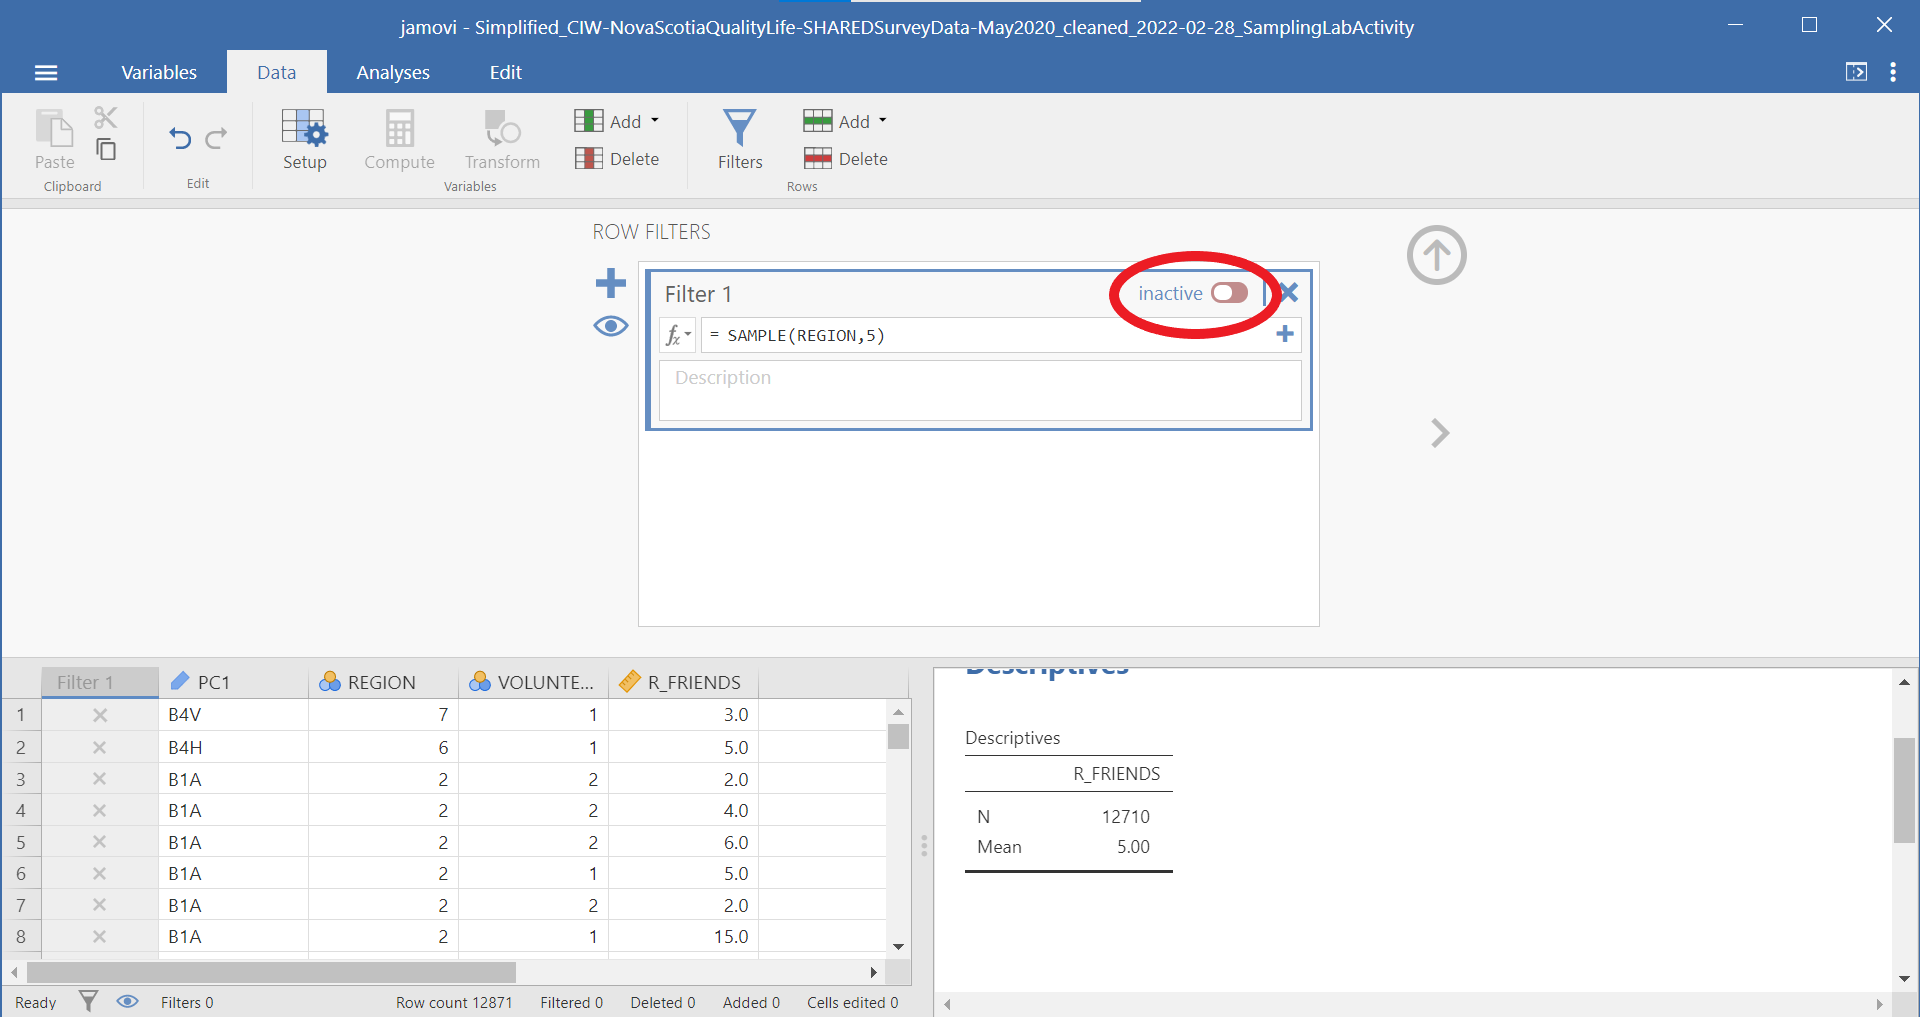 jamovi - Simplified_CIW-NovaScotiaQualityLife-SHAREDSurveyData-May2020_cleaned_2022-02-28_SamplingLabActivity
Variables Data Analyses Edit
Paste Setup Compute Transform Add Delete Filters Add Delete
Clipboard Edit Variables Rows
ROW FILTERS
Filter 1 inactive
fx = SAMPLE(REGION,5)
Description
Filter 1 PC1 REGION VOLUNTE... R_FRIENDS
1 B4V 7 1 3.0
2 B4H 6 1 5.0
3 B1A 2 2 2.0
4 B1A 2 2 4.0
5 B1A 2 2 6.0
6 B1A 2 1 5.0
7 B1A 2 2 2.0
8 B1A 2 1 15.0
Descriptives
Descriptives
R_FRIENDS
N 12710
Mean 5.00
Ready Filters 0 Row count 12871 Filtered 0 Deleted 0 Added 0 Cells edited 0